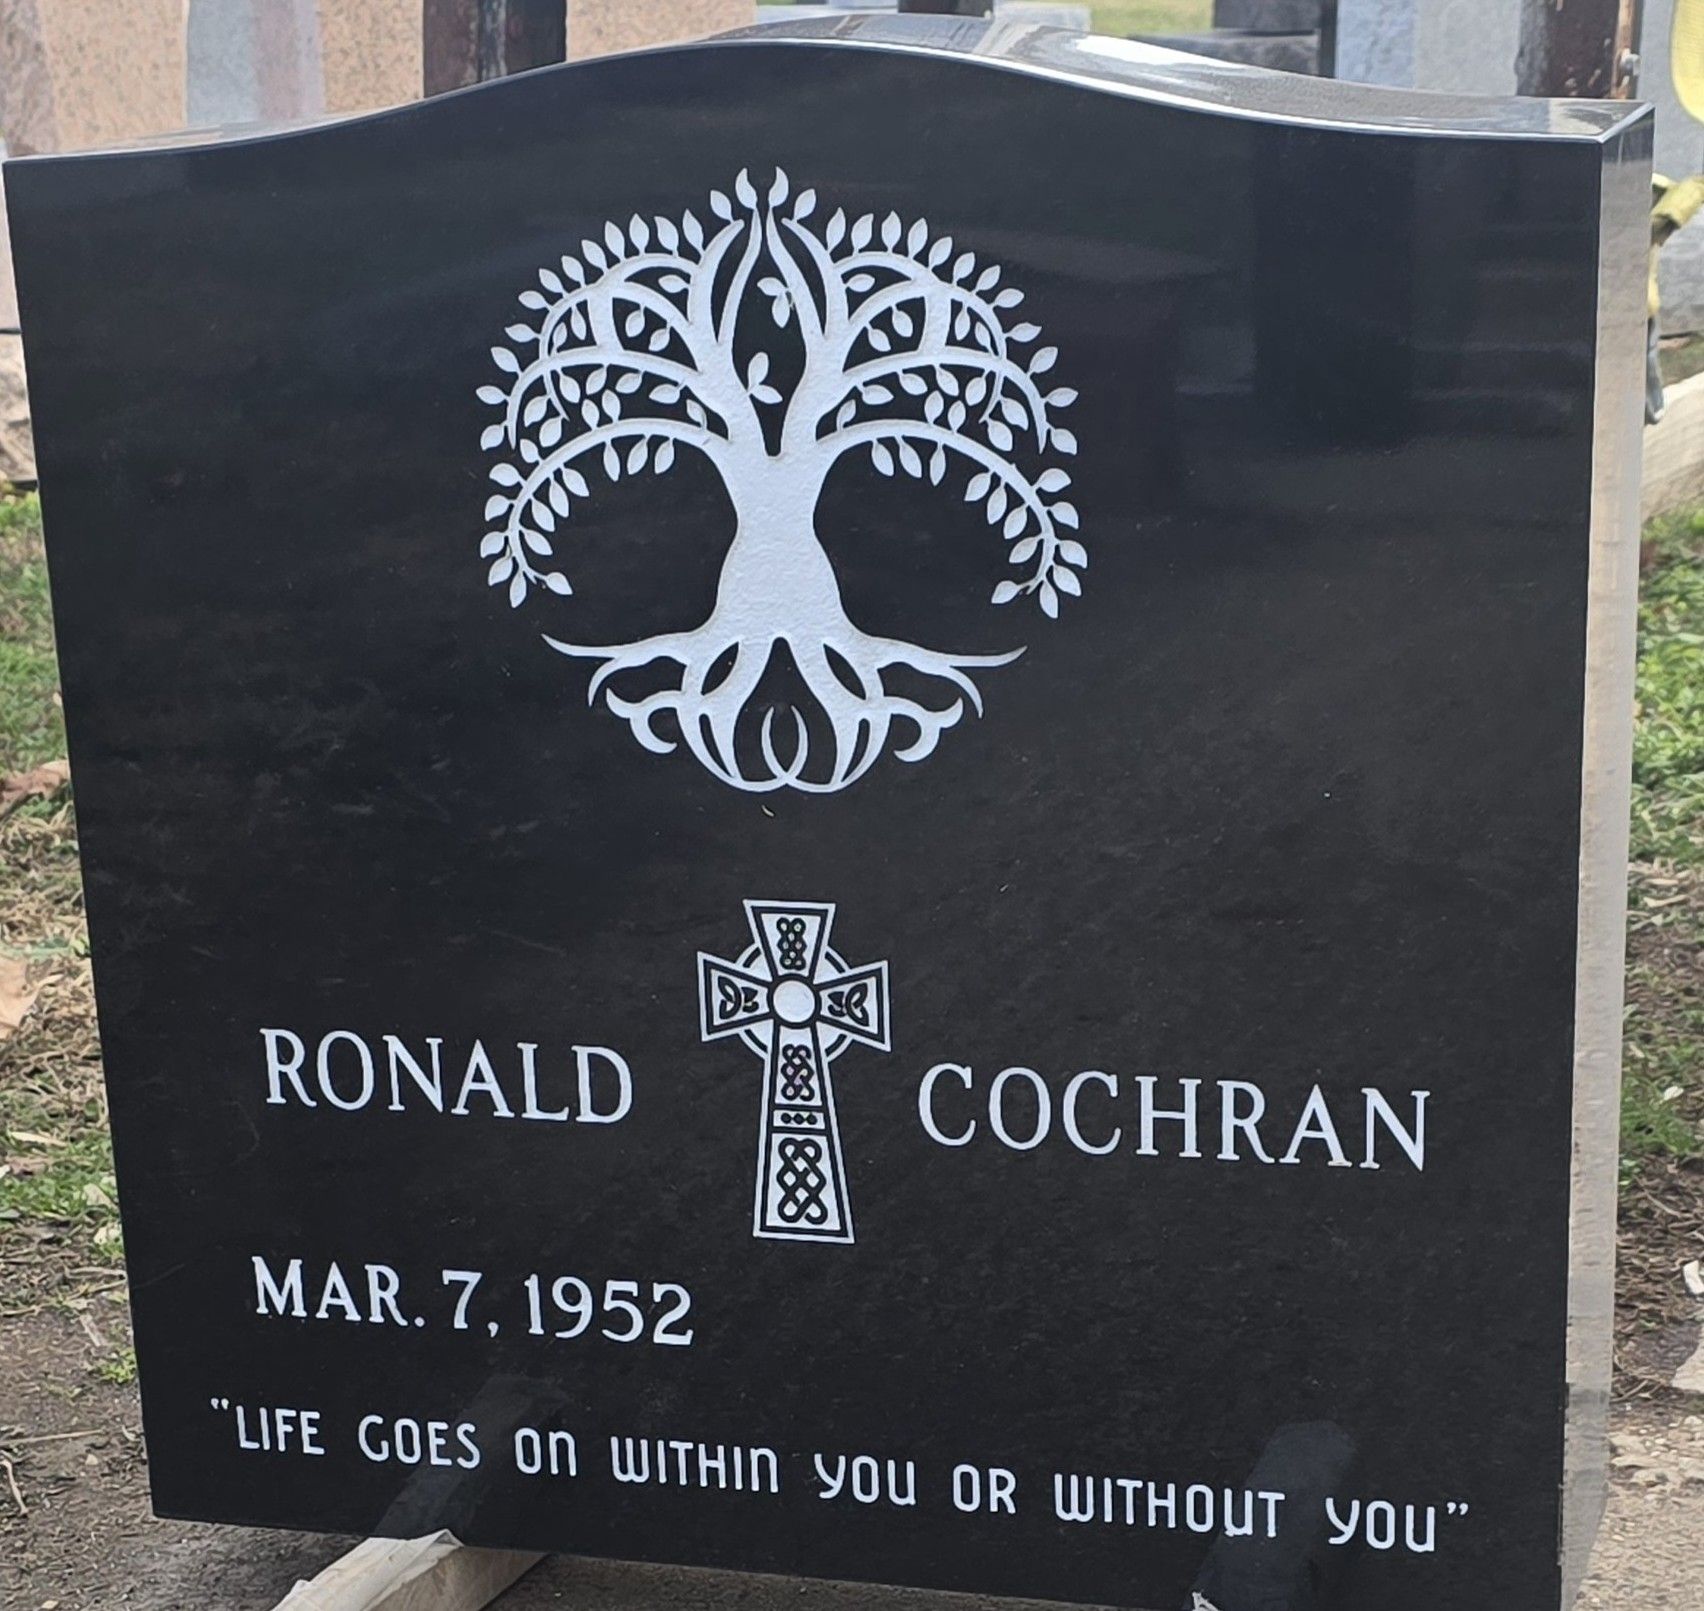 RONALD COCHRAN
MAR. 7, 1952
"LIFE GOES ON WITHIN YOU OR WITHOUT YOU"